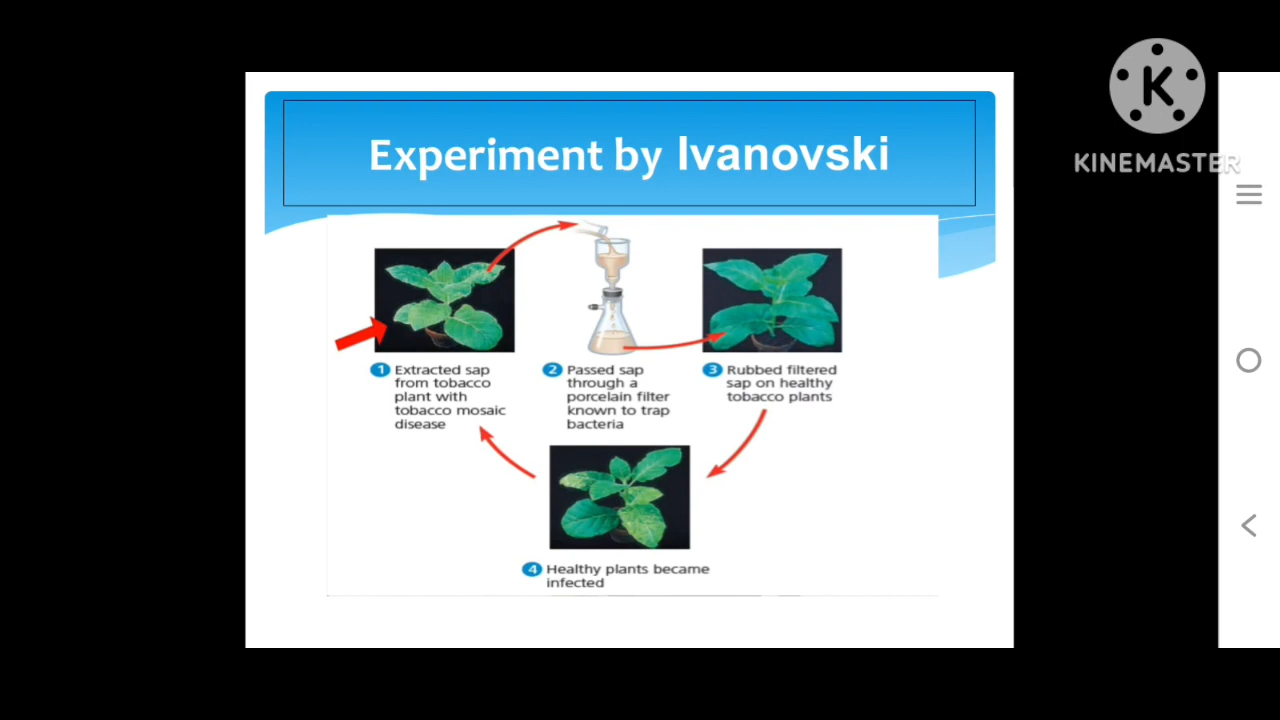 KINEMASTER
Experiment by Ivanovski
1 Extracted sap
from tobacco
plant with
tobacco mosaic
disease
2 Passed sap
through a
porcelain filter
known to trap
bacteria
3 Rubbed filtered
sap on healthy
tobacco plants
4 Healthy plants became
infected